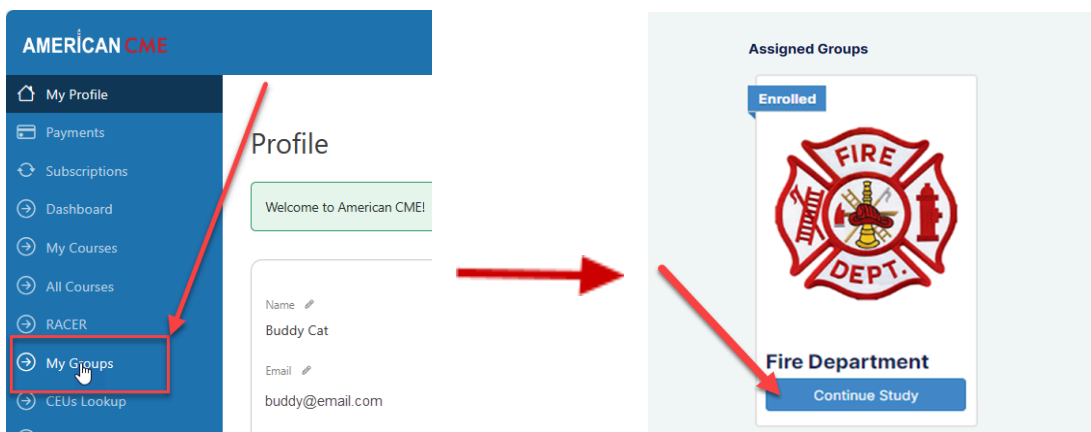 AMERICAN CME
My Profile
Payments
Subscriptions
Dashboard
My Courses
All Courses
RACER
My Groups
CEUs Lookup
Profile
Welcome to American CME!
Name
Buddy Cat
Email
buddy@email.com
Assigned Groups
Enrolled
FIRE
DEPT.
Fire Department
Continue Study